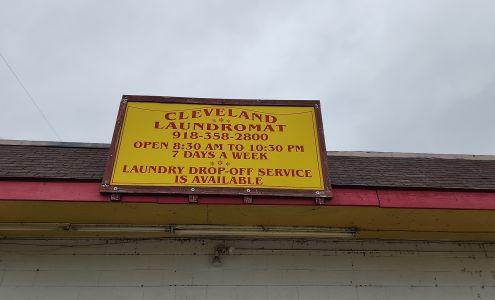 CLEVELAND
LAUNDROMAT
918-358-2800
OPEN 8:30 AM TO 10:30 PM
7 DAYS A WEEK
LAUNDRY DROP-OFF SERVICE
IS AVAILABLE